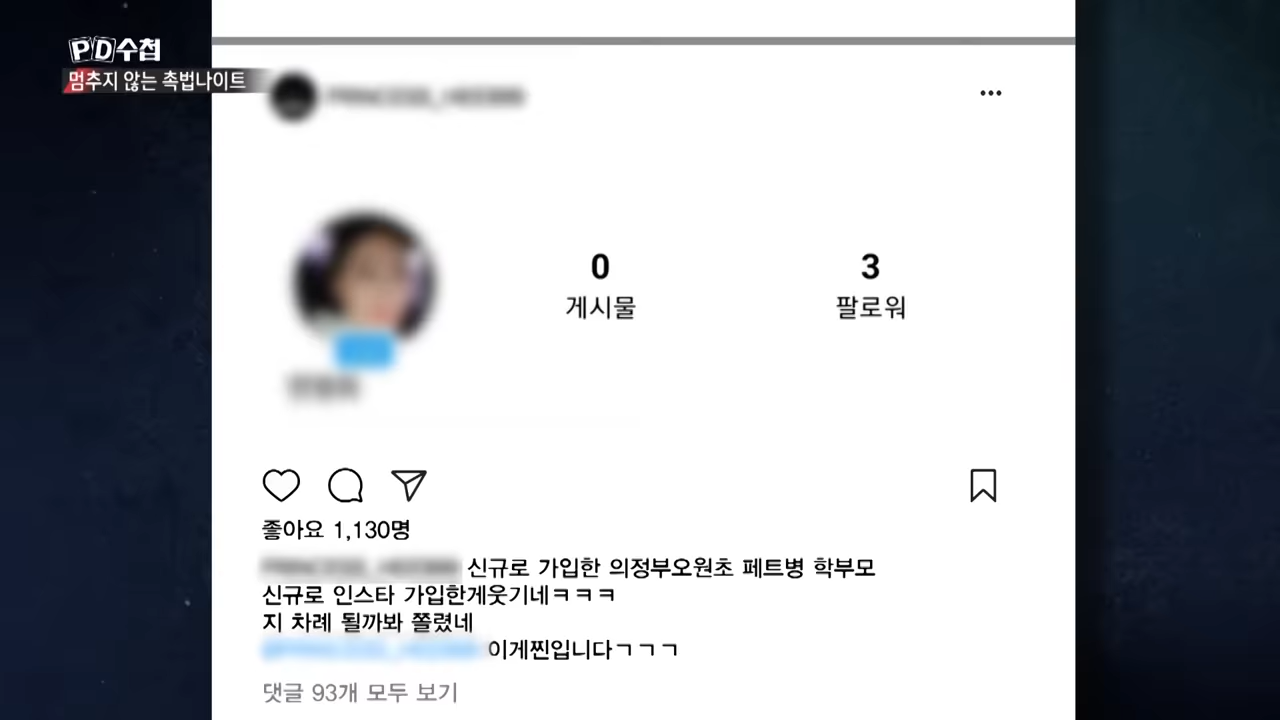 PD수첩
멈추지 않는 촉법나이트
0
게시물
3
팔로워
좋아요 1,130명
신규로 가입한 의정부오원초 페트병 학부모
신규로 인스타 가입한게웃기네ㅋㅋㅋ
지 차례 될까봐 쫄렸네
이게찐입니다ㄱㄱㄱ
댓글 93개 모두 보기